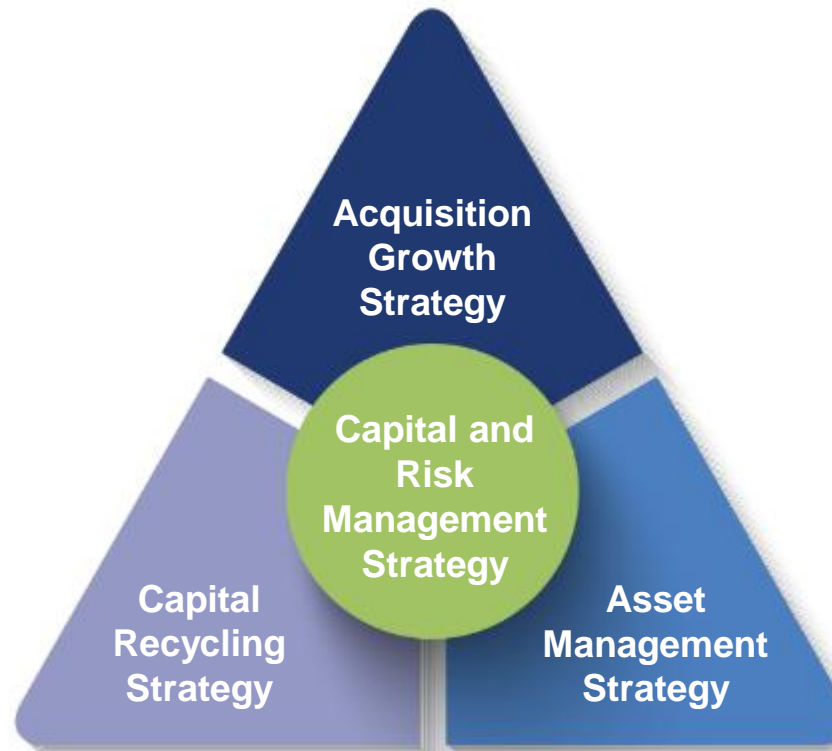 Acquisition
Growth
Strategy
Capital and
Risk
Management
Strategy
Capital
Recycling
Strategy
Asset
Management
Strategy